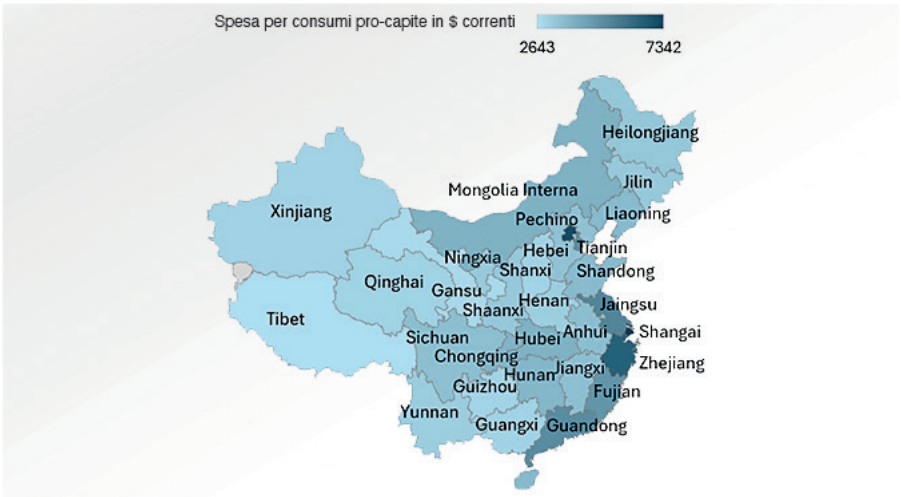 Spesa per consumi pro-capite in $ correnti
2643 7342
Heilongjiang
Mongolia Interna
Jilin
Xinjiang
Pechino
Liaoning
Hebei
Tianjin
Ningxia
Shanxi
Shandong
Qinghai
Gansu
Henan
Jaingsu
Shaanxi
Tibet
Sichuan
Hubei
Anhui
Shangai
Chongqing
Zhejiang
Hunan
Jiangxi
Guizhou
Fujian
Yunnan
Guangxi
Guandong